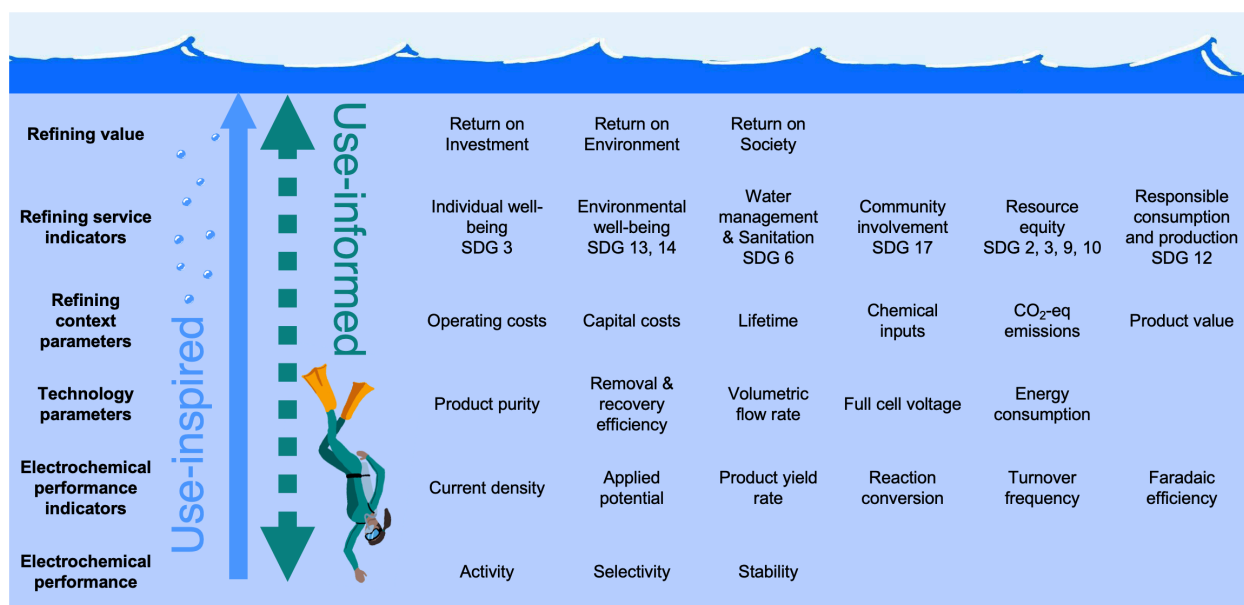 Refining value
Return on
Investment
Return on
Environment
Return on
Society
Refining service
indicators
Individual well-
being
SDG 3
Environmental
well-being
SDG 13, 14
Water
management
& Sanitation
SDG 6
Community
involvement
SDG 17
Resource
equity
SDG 2, 3, 9, 10
Responsible
consumption
and production
SDG 12
Refining
context
parameters
Operating costs
Capital costs
Lifetime
Chemical
inputs
CO₂-eq
emissions
Product value
Technology
parameters
Product purity
Removal &
recovery
efficiency
Volumetric
flow rate
Full cell voltage
Energy
consumption
Electrochemical
performance
indicators
Current density
Applied
potential
Product yield
rate
Reaction
conversion
Turnover
frequency
Faradaic
efficiency
Electrochemical
performance
Activity
Selectivity
Stability
Use-inspired
Use-informed